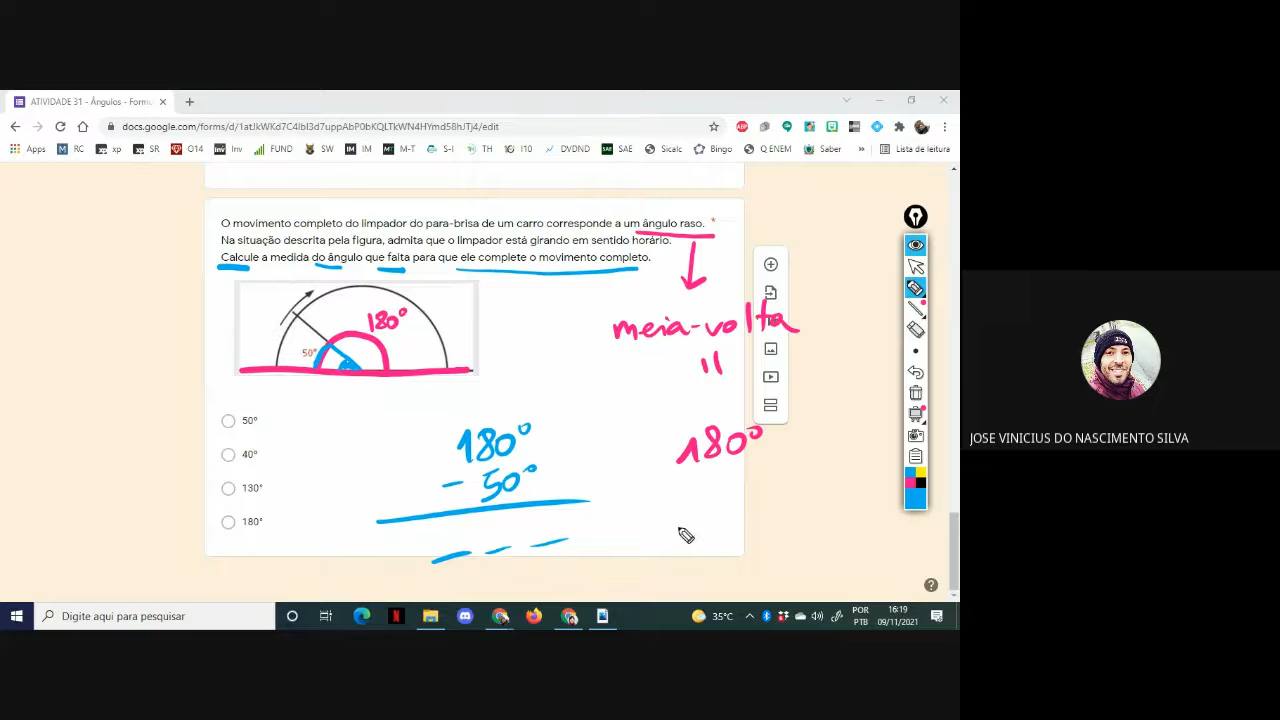 ATIVIDADE 31 - Ângulos - Formu
docs.google.com/forms/d/1atJkWKd7C4lbI3d7uppAbP0bKQLTkWN4HYmd58hJTj4/edit
Apps RC xp SR O14 Inv Inv FUND SW IM IM M-T S-I TH I10 DVDND SAE Sicalc Bingo Q ENEM Saber » Lista de leitura
O movimento completo do limpador do para-brisa de um carro corresponde a um ângulo raso. *
Na situação descrita pela figura, admita que o limpador está girando em sentido horário.
Calcule a medida do ângulo que falta para que ele complete o movimento completo.
180°
50°
meia-volta
=
180°
50°
40°
130°
180°
180°
- 50°
JOSE VINICIUS DO NASCIMENTO SILVA
Digite aqui para pesquisar
35°C
POR
PTB
16:19
09/11/2021